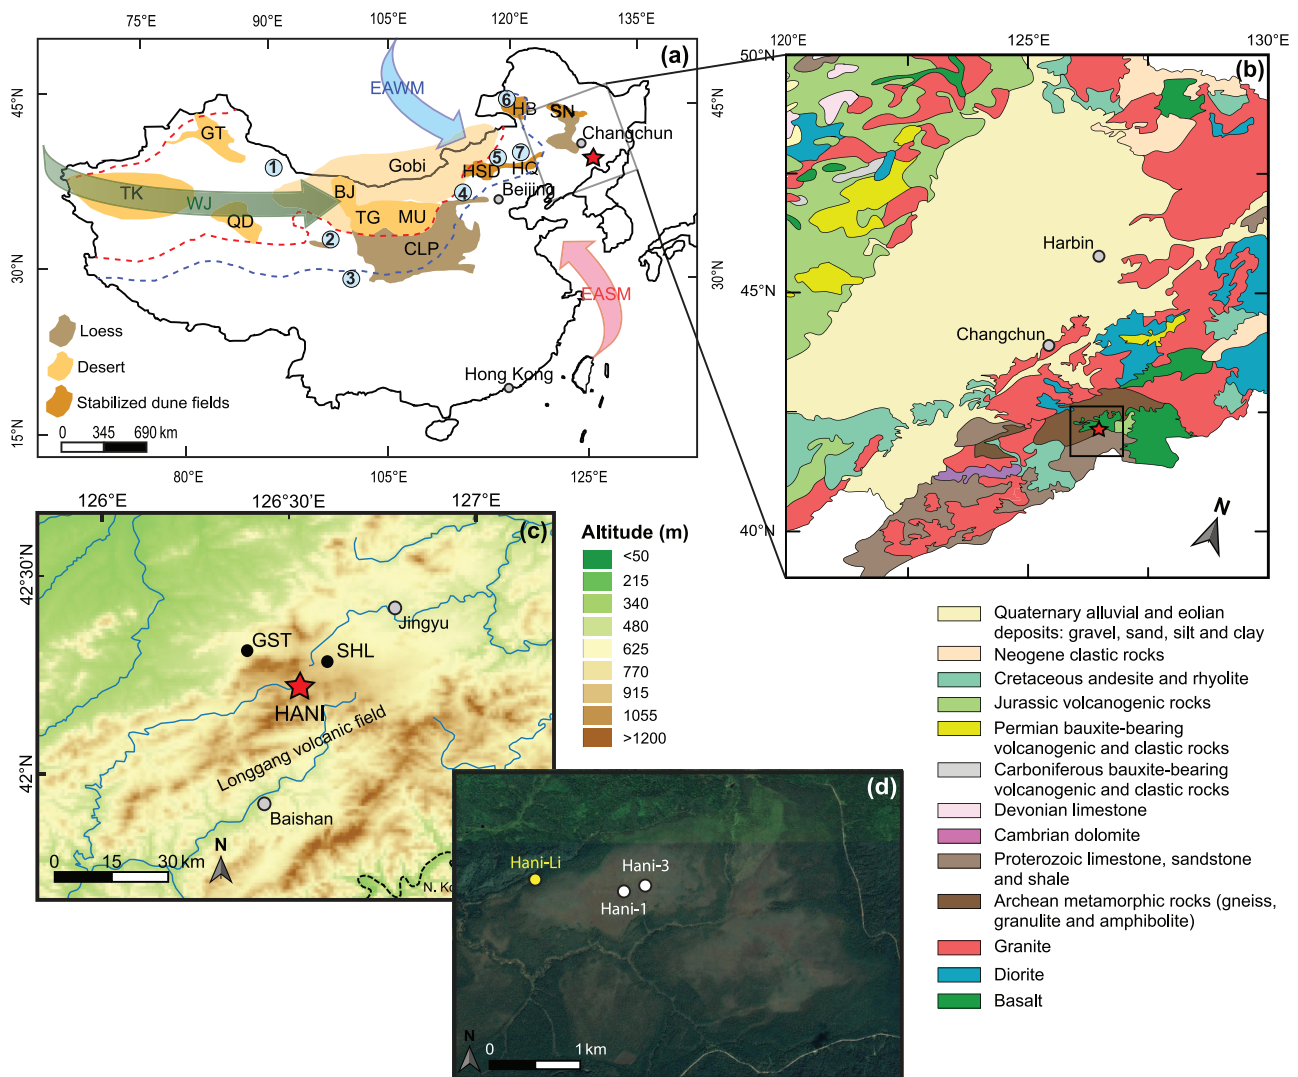 75°E
90°E
105°E
120°E
135°E
(a)
EAWM
45°N
45°N
GT
6
HB
SN
Changchun
1
Gobi
5
7
HSD
HQ
TK
WJ
BJ
4
Beijing
QD
TG
MU
2
CLP
30°N
3
30°N
EASM
Loess
Desert
Stabilized dune fields
Hong Kong
0 345 690 km
15°N
15°N
80°E
105°E
125°E
120°E
125°E
130°E
50°N
(b)
Harbin
45°N
Changchun
40°N
N
126°E
126°30'E
127°E
(c)
42°30'N
Jingyu
GST
SHL
HANI
Longgang volcanic field
42°N
Baishan
0 15 30 km
N
Altitude (m)
<50
215
340
480
625
770
915
1055
>1200
(d)
Hani-Li
Hani-3
Hani-1
N
0 1 km
Quaternary alluvial and eolian
deposits: gravel, sand, silt and clay
Neogene clastic rocks
Cretaceous andesite and rhyolite
Jurassic volcanogenic rocks
Permian bauxite-bearing
volcanogenic and clastic rocks
Carboniferous bauxite-bearing
volcanogenic and clastic rocks
Devonian limestone
Cambrian dolomite
Proterozoic limestone, sandstone
and shale
Archean metamorphic rocks (gneiss,
granulite and amphibolite)
Granite
Diorite
Basalt